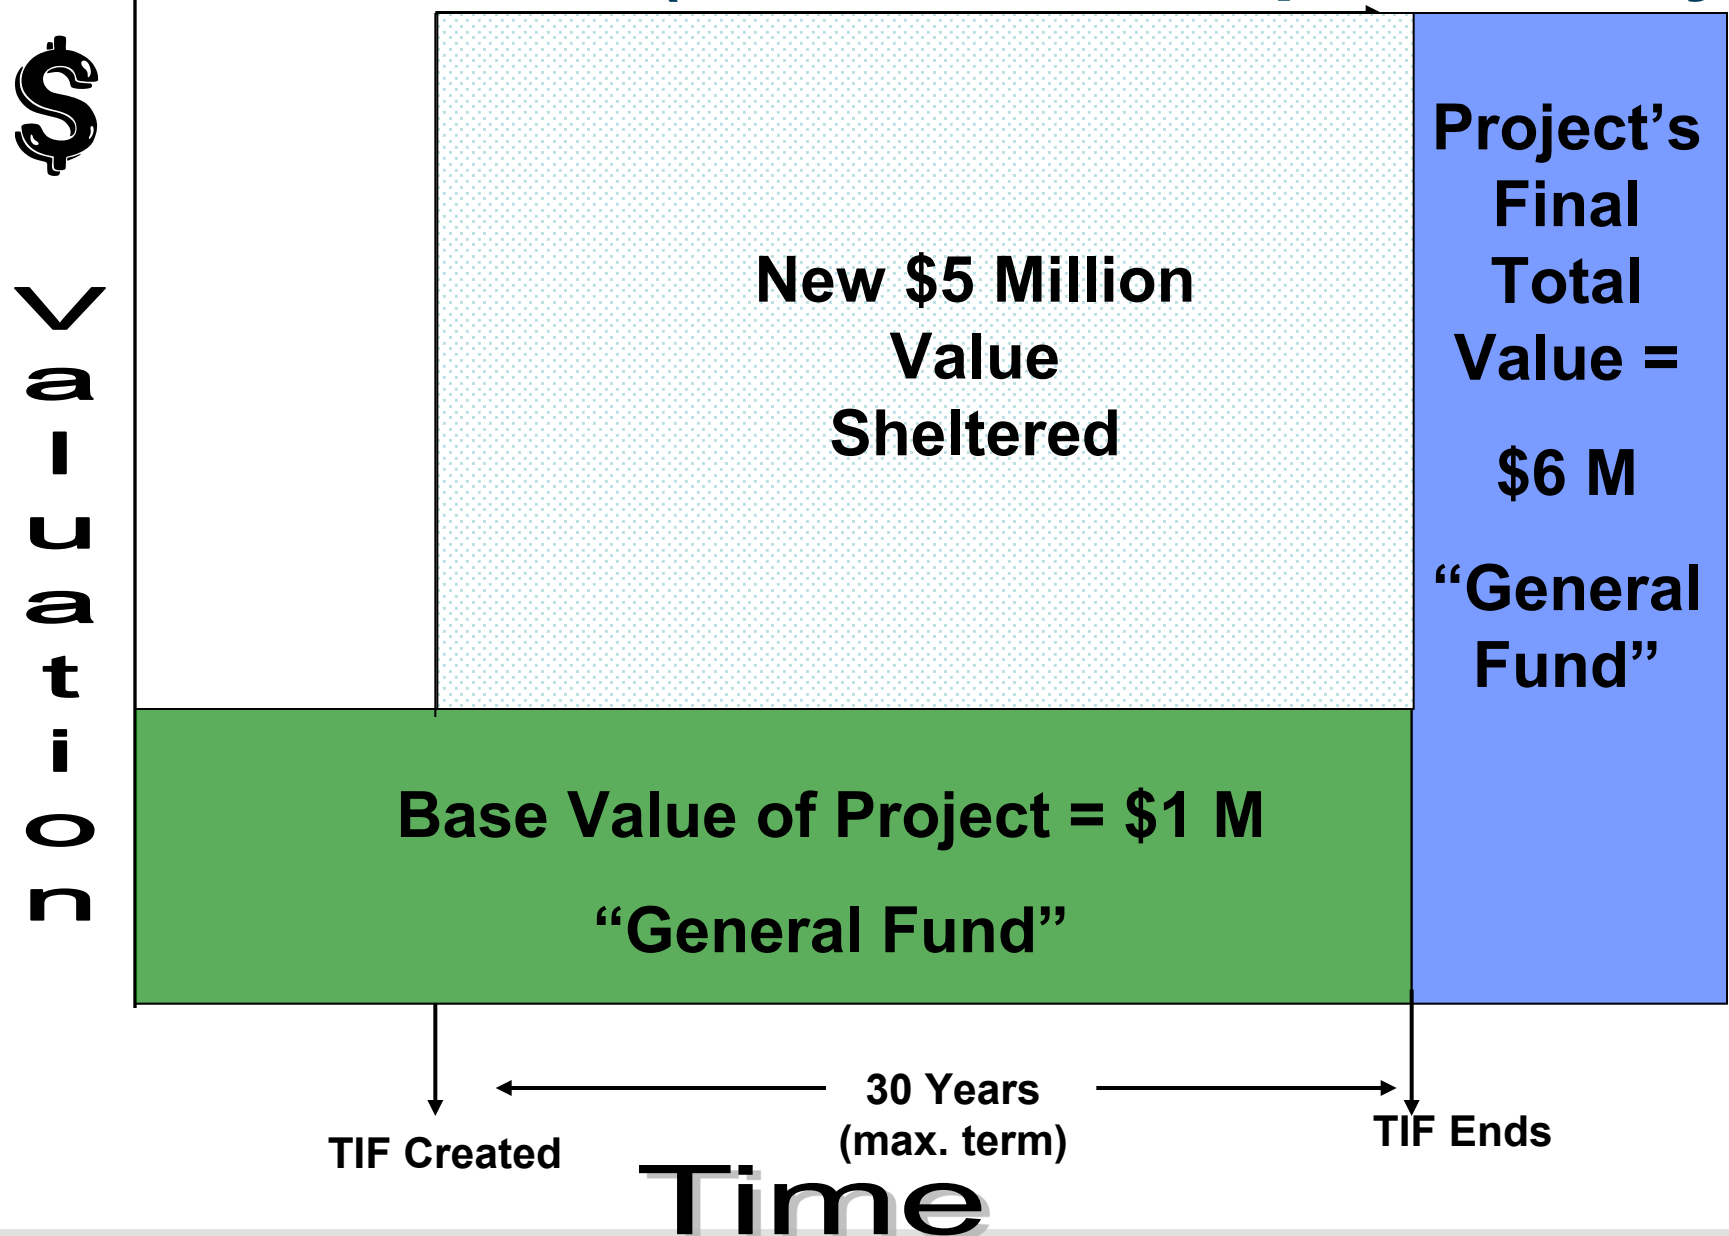 $ Valuation
New $5 Million
Value
Sheltered
Project’s
Final
Total
Value =
$6 M
“General
Fund”
Base Value of Project = $1 M
“General Fund”
30 Years
(max. term)
TIF Created
TIF Ends
Time